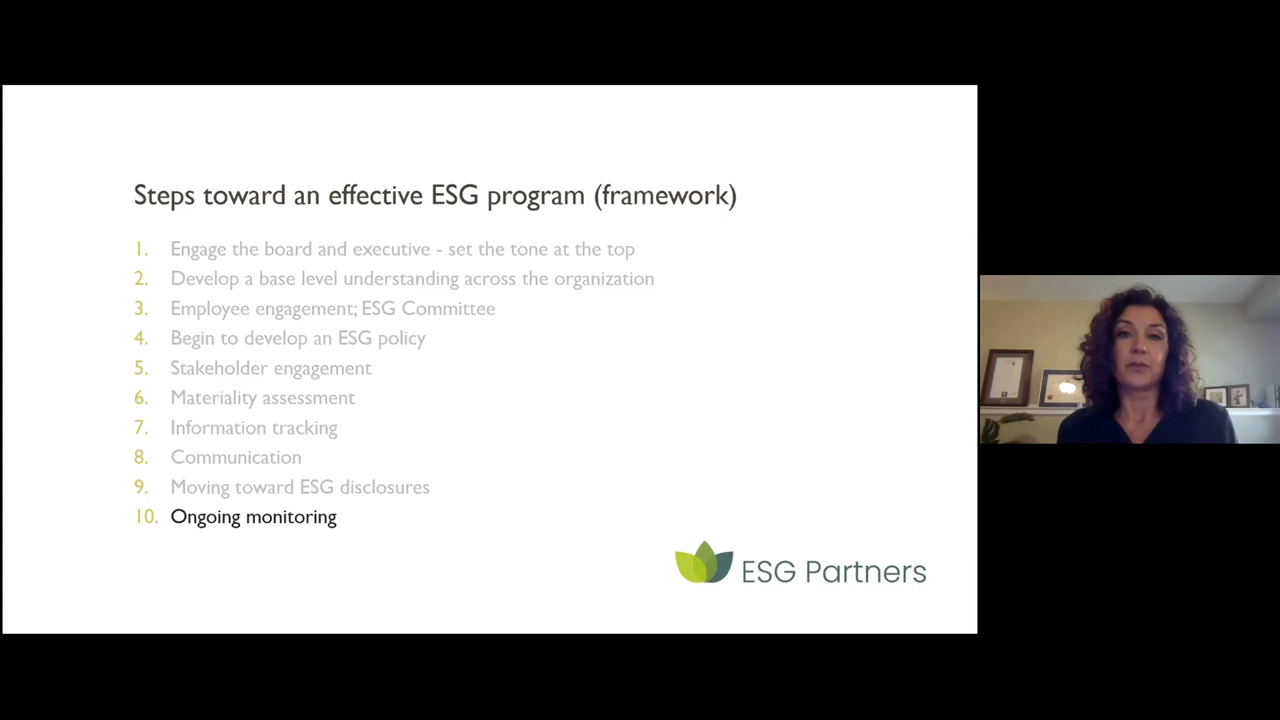 Steps toward an effective ESG program (framework)
1. Engage the board and executive - set the tone at the top
2. Develop a base level understanding across the organization
3. Employee engagement; ESG Committee
4. Begin to develop an ESG policy
5. Stakeholder engagement
6. Materiality assessment
7. Information tracking
8. Communication
9. Moving toward ESG disclosures
10. Ongoing monitoring
ESG Partners